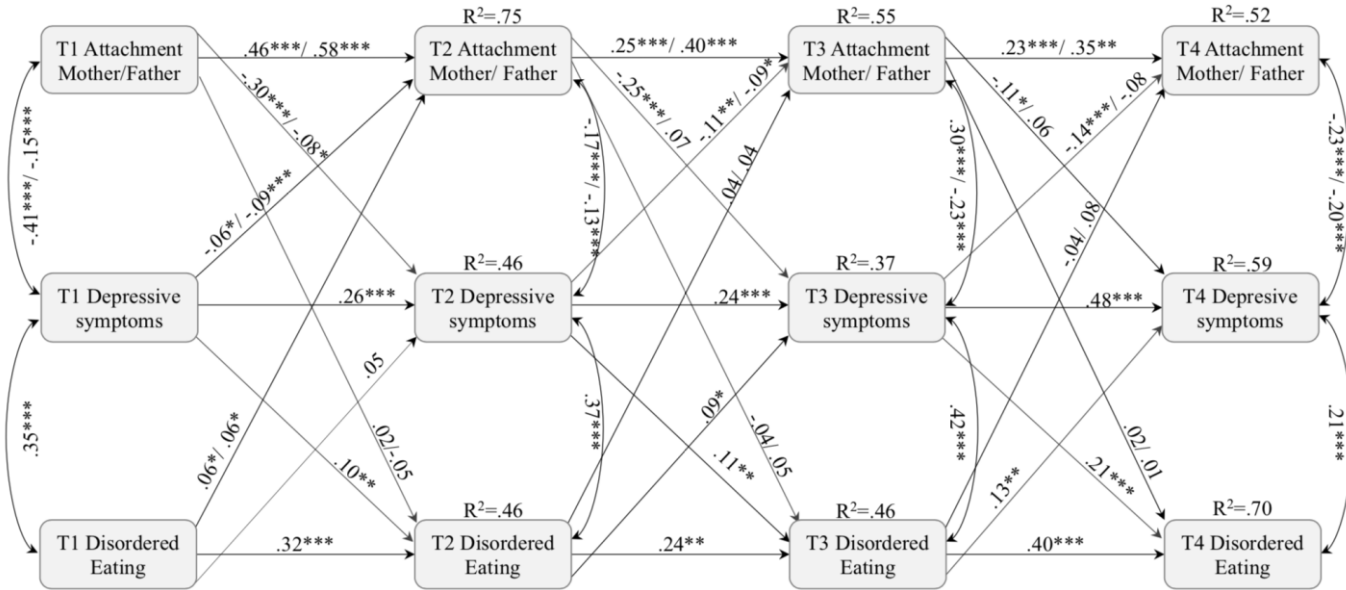 R²=.75
R²=.55
R²=.52
T1 Attachment
Mother/Father
.46***/ .58***
T2 Attachment
Mother/ Father
.25***/ .40***
T3 Attachment
Mother/ Father
.23***/ .35**
T4 Attachment
Mother/ Father
-.41***/ -.15***
-.30***/ -.08*
-.06*/ -.09***
-.17***/ -.13***
-.25***/ .07
-.11**/ -.09*
.04/ .04
.30***/ -.23***
-.11*/ .06
-.14***/ -.08
-.04/ .08
-.23***/ -.20***
R²=.46
R²=.37
R²=.59
T1 Depressive
symptoms
.26***
T2 Depressive
symptoms
.24***
T3 Depressive
symptoms
.48***
T4 Depresive
symptoms
.35***
.06*/ .06*
.05
.10**
.02/-.05
.37***
.09*
.11**
-.04/ .05
.42***
.13**
.02/ .01
.21***
.21***
R²=.46
R²=.46
R²=.70
T1 Disordered
Eating
.32***
T2 Disordered
Eating
.24**
T3 Disordered
Eating
.40***
T4 Disordered
Eating